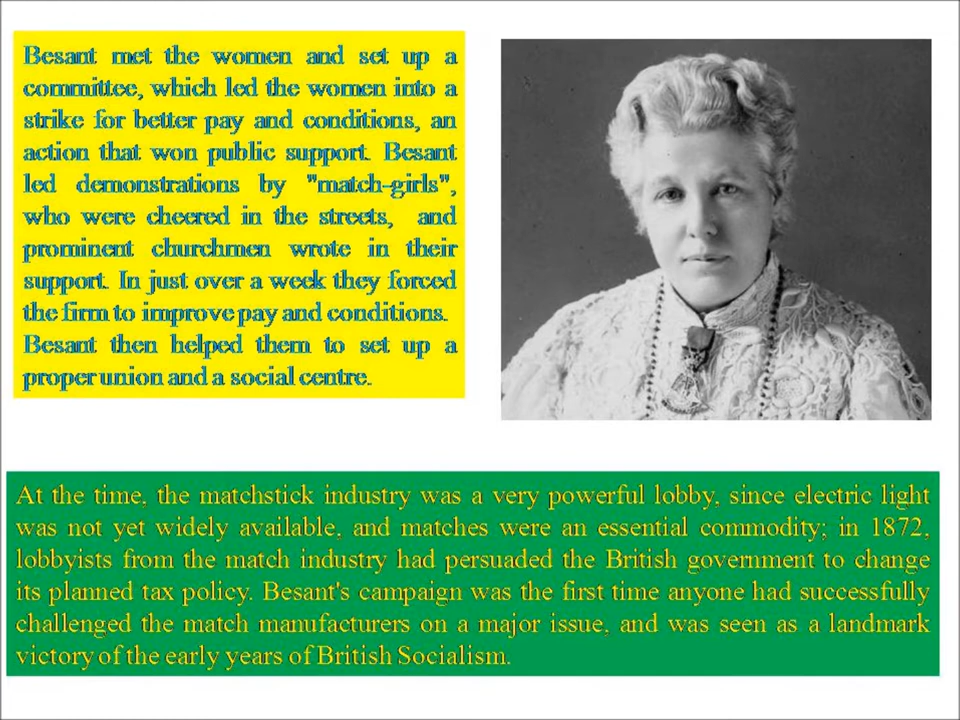 Besant met the women and set up a
committee, which led the women into a
strike for better pay and conditions, an
action that won public support. Besant
led demonstrations by "match-girls",
who were cheered in the streets, and
prominent churchmen wrote in their
support. In just over a week they forced
the firm to improve pay and conditions.
Besant then helped them to set up a
proper union and a social centre.
At the time, the matchstick industry was a very powerful lobby, since electric light
was not yet widely available, and matches were an essential commodity; in 1872,
lobbyists from the match industry had persuaded the British government to change
its planned tax policy. Besant's campaign was the first time anyone had successfully
challenged the match manufacturers on a major issue, and was seen as a landmark
victory of the early years of British Socialism.